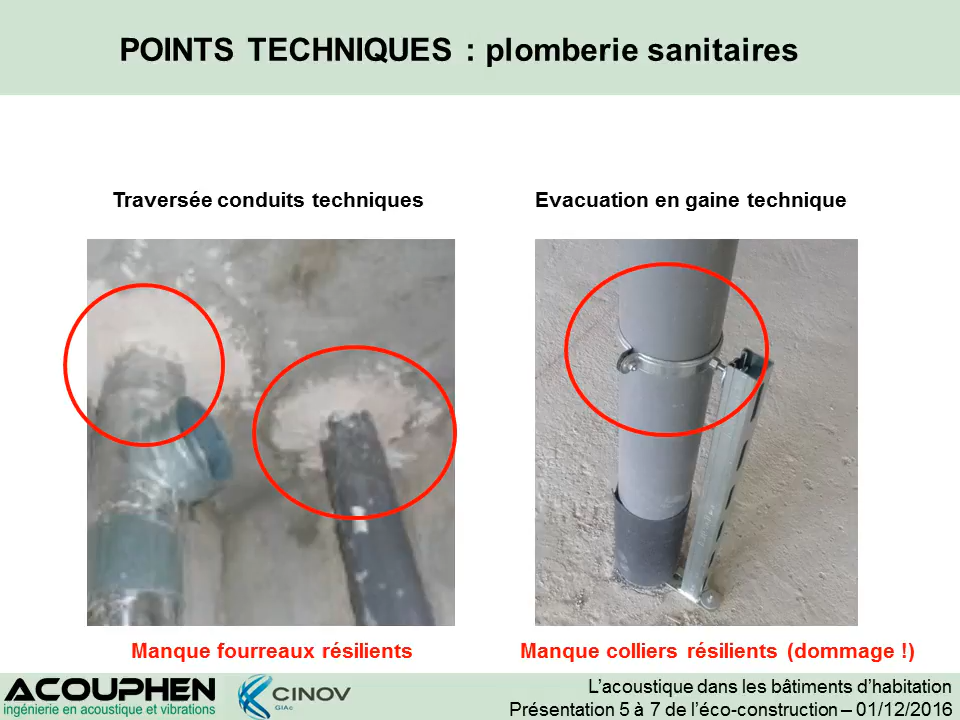 POINTS TECHNIQUES : plomberie sanitaires
Traversée conduits techniques
Evacuation en gaine technique
Manque fourreaux résilients
Manque colliers résilients (dommage !)
ACOUPHEN
ingénierie en acoustique et vibrations
CINOV
GIAc
L’acoustique dans les bâtiments d’habitation
Présentation 5 à 7 de l’éco-construction – 01/12/2016